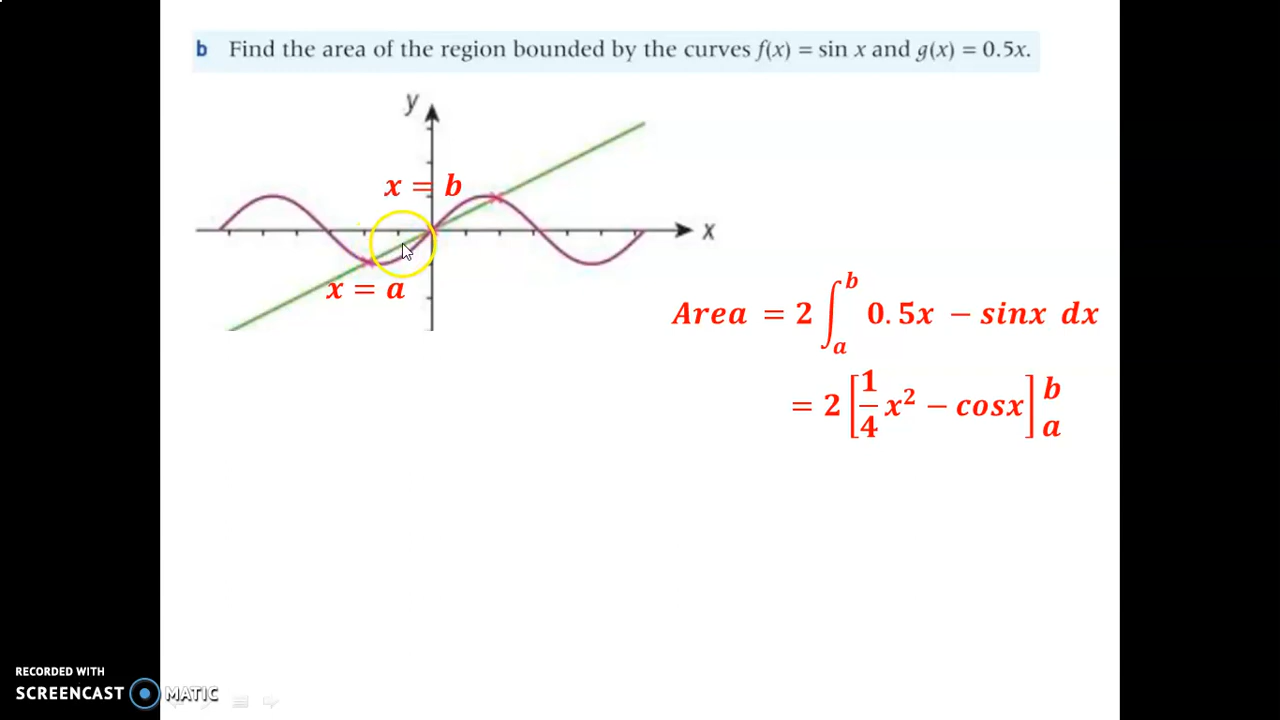 b Find the area of the region bounded by the curves f(x) = sin x and g(x) = 0.5x.
y
x = b
x
x = a
Area = 2 ∫_a^b 0.5x − sinx dx
= 2 [1/4 x² − cosx]_a^b
RECORDED WITH
SCREENCAST MATIC